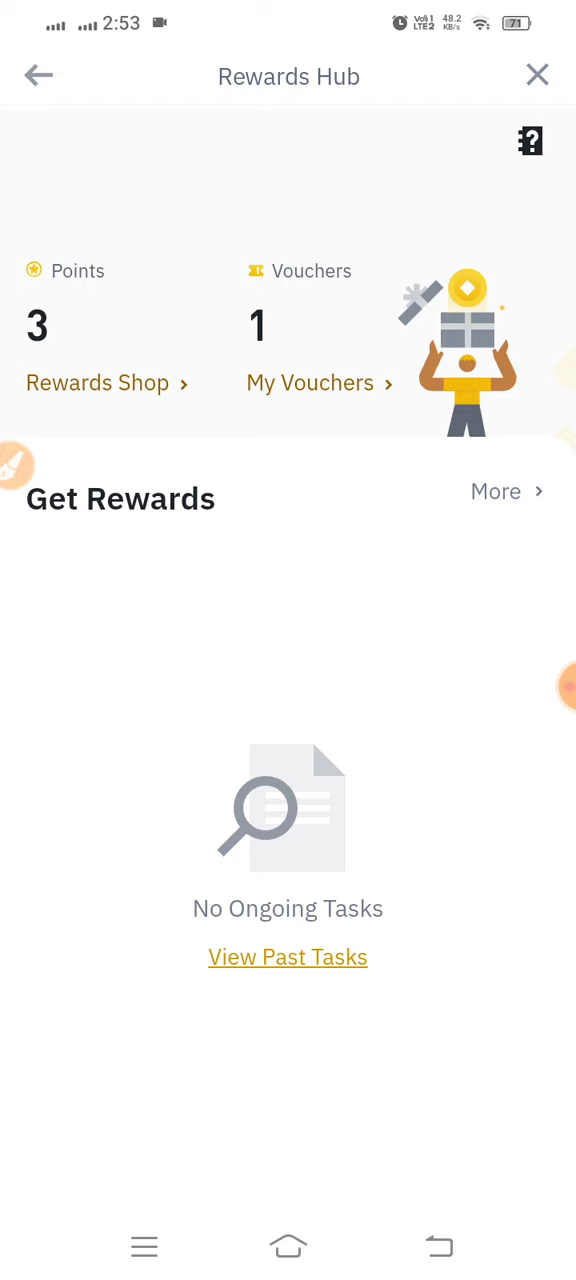 2:53 Vo) 1 LTE2 48.2 KB/s 71
Rewards Hub
?
Points Vouchers
3 1
Rewards Shop My Vouchers
Get Rewards More
No Ongoing Tasks
View Past Tasks